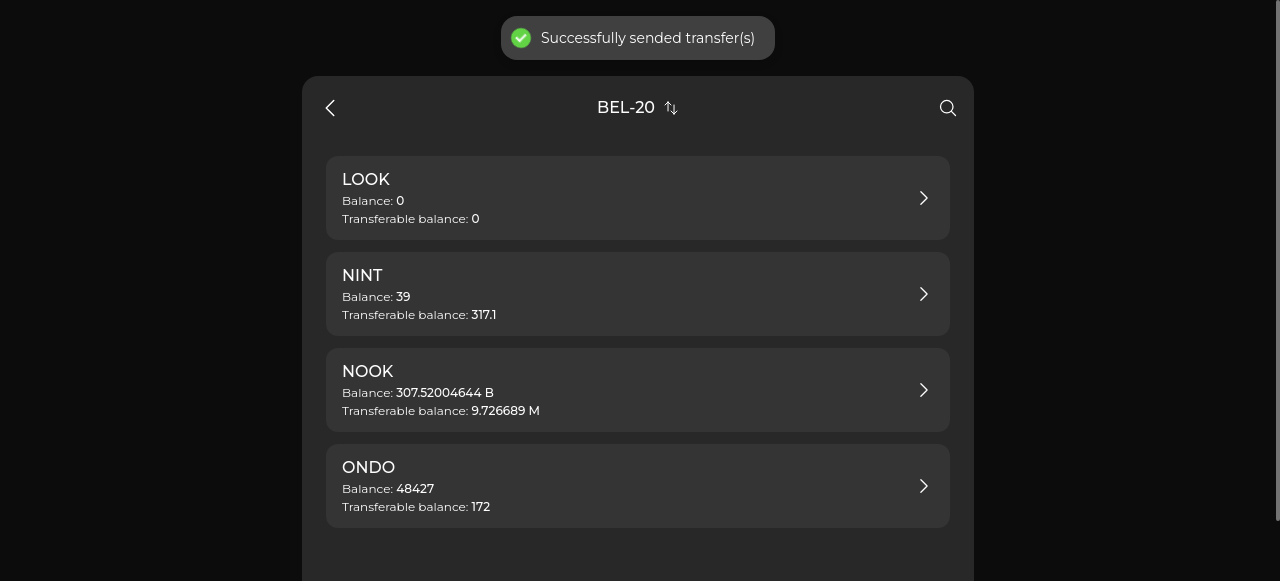 Successfully sended transfer(s)
BEL-20
LOOK
Balance: 0
Transferable balance: 0
NINT
Balance: 39
Transferable balance: 317.1
NOOK
Balance: 307.52004644 B
Transferable balance: 9.726689 M
ONDO
Balance: 48427
Transferable balance: 172